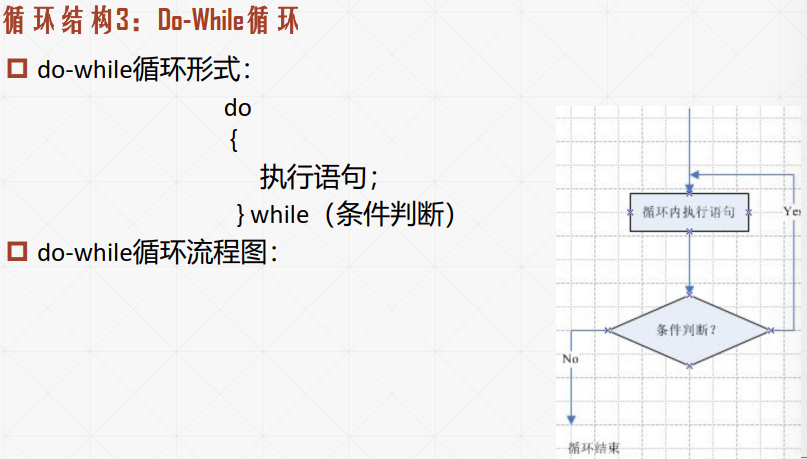 循环结构3：Do-While循环
do-while循环形式：
do
{
执行语句；
} while（条件判断）
do-while循环流程图：
循环内执行语句
Yes
条件判断？
No
循环结束